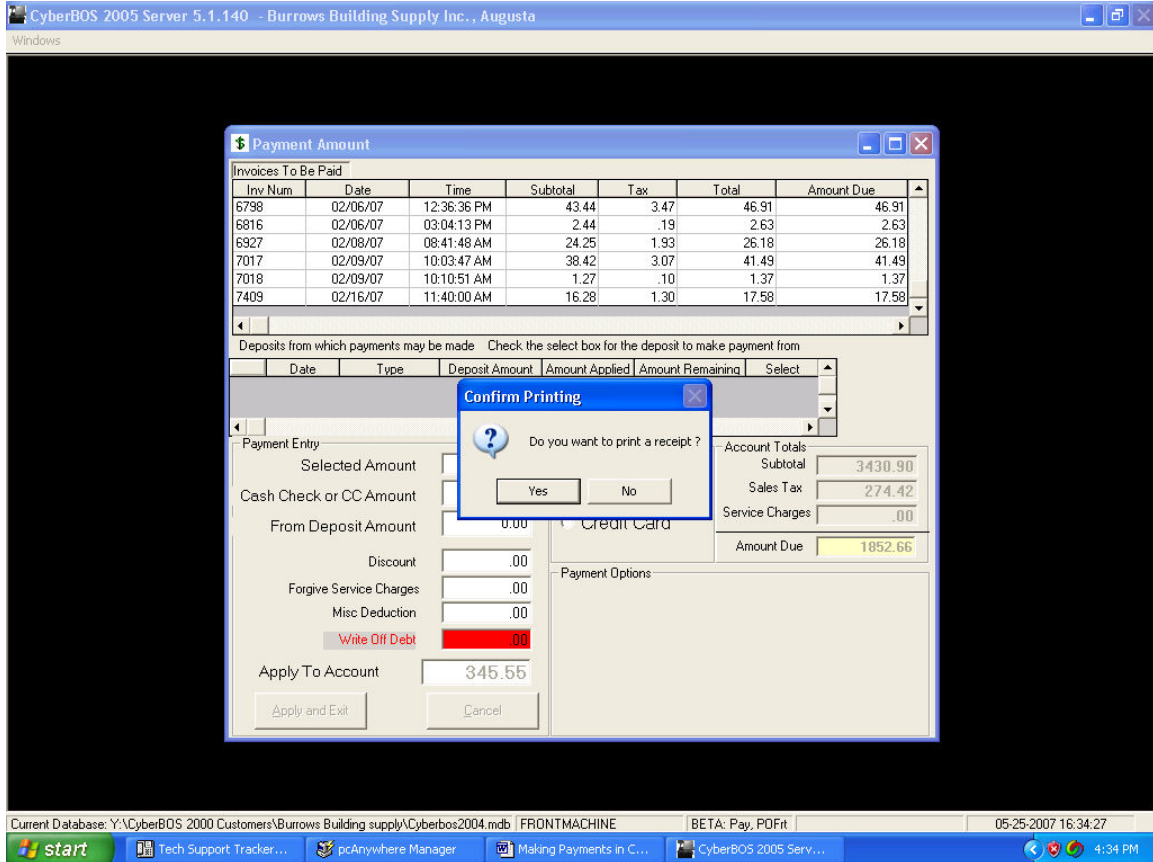 CyberBOS 2005 Server 5.1.140 - Burrows Building Supply Inc., Augusta
Windows
Payment Amount
Invoices To Be Paid
Inv Num Date Time Subtotal Tax Total Amount Due
6798 02/06/07 12:36:36 PM 43.44 3.47 46.91 46.91
6816 02/06/07 03:04:13 PM 2.44 .19 2.63 2.63
6927 02/08/07 08:41:48 AM 24.25 1.93 26.18 26.18
7017 02/09/07 10:03:47 AM 38.42 3.07 41.49 41.49
7018 02/09/07 10:10:51 AM 1.27 .10 1.37 1.37
7409 02/16/07 11:40:00 AM 16.28 1.30 17.58 17.58
Deposits from which payments may be made Check the select box for the deposit to make payment from
Date Type Deposit Amount Amount Applied Amount Remaining Select
Confirm Printing
Do you want to print a receipt ?
Yes No
Payment Entry
Selected Amount
Cash Check or CC Amount
From Deposit Amount 0.00
Discount .00
Forgive Service Charges .00
Misc Deduction .00
Write Off Debt .00
Apply To Account 345.55
Apply and Exit Cancel
Credit Card
Account Totals
Subtotal 3430.90
Sales Tax 274.42
Service Charges .00
Amount Due 1852.66
Payment Options
Current Database: Y:\CyberBOS 2000 Customers\Burrows Building supply\Cyberbos2004.mdb FRONTMACHINE BETA: Pay, POFrt 05-25-2007 16:34:27
start Tech Support Tracker... pcAnywhere Manager Making Payments in C... CyberBOS 2005 Serv... 4:34 PM